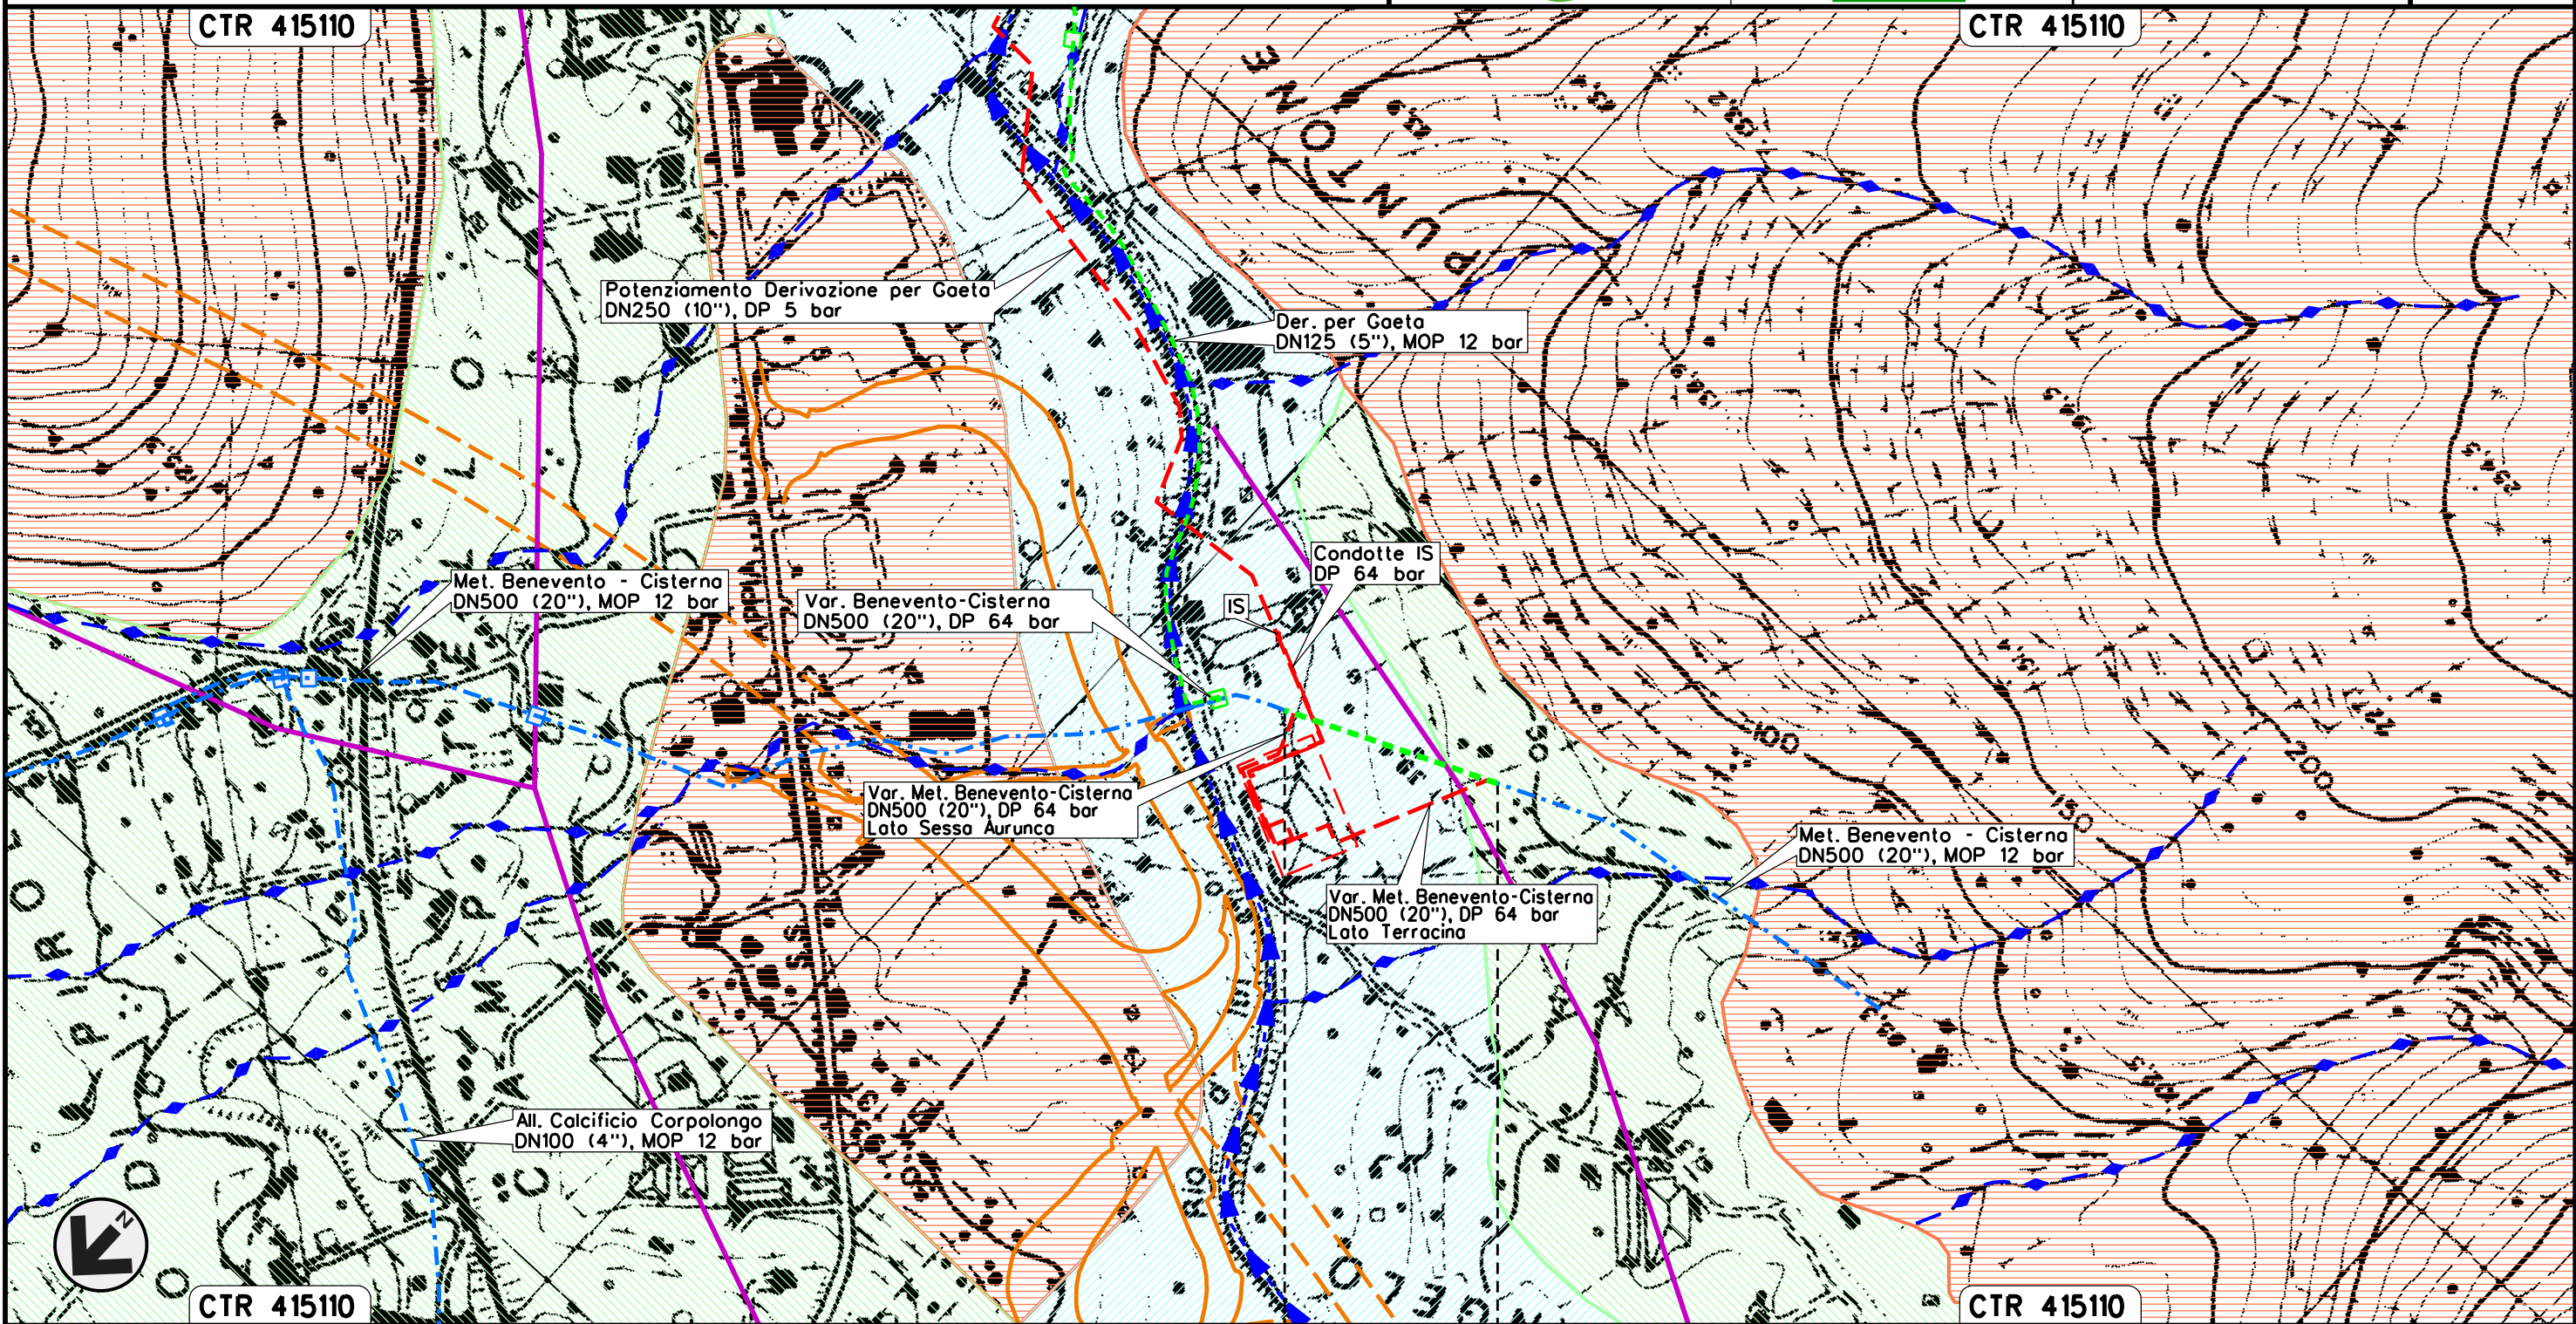 CTR 415110
CTR 415110
Potenziamento Derivazione per Gaeta
DN250 (10"), DP 5 bar
Der. per Gaeta
DN125 (5"), MOP 12 bar
Condotte IS
DP 64 bar
Met. Benevento - Cisterna
DN500 (20"), MOP 12 bar
Var. Benevento-Cisterna
DN500 (20"), DP 64 bar
IS
100
200
150
Var. Met. Benevento-Cisterna
DN500 (20"), DP 64 bar
Lato Sessa Aurunca
Met. Benevento - Cisterna
DN500 (20"), MOP 12 bar
Var. Met. Benevento-Cisterna
DN500 (20"), DP 64 bar
Lato Terracina
All. Calcificio Corpolongo
DN100 (4"), MOP 12 bar
RIO
N
CTR 415110
CTR 415110